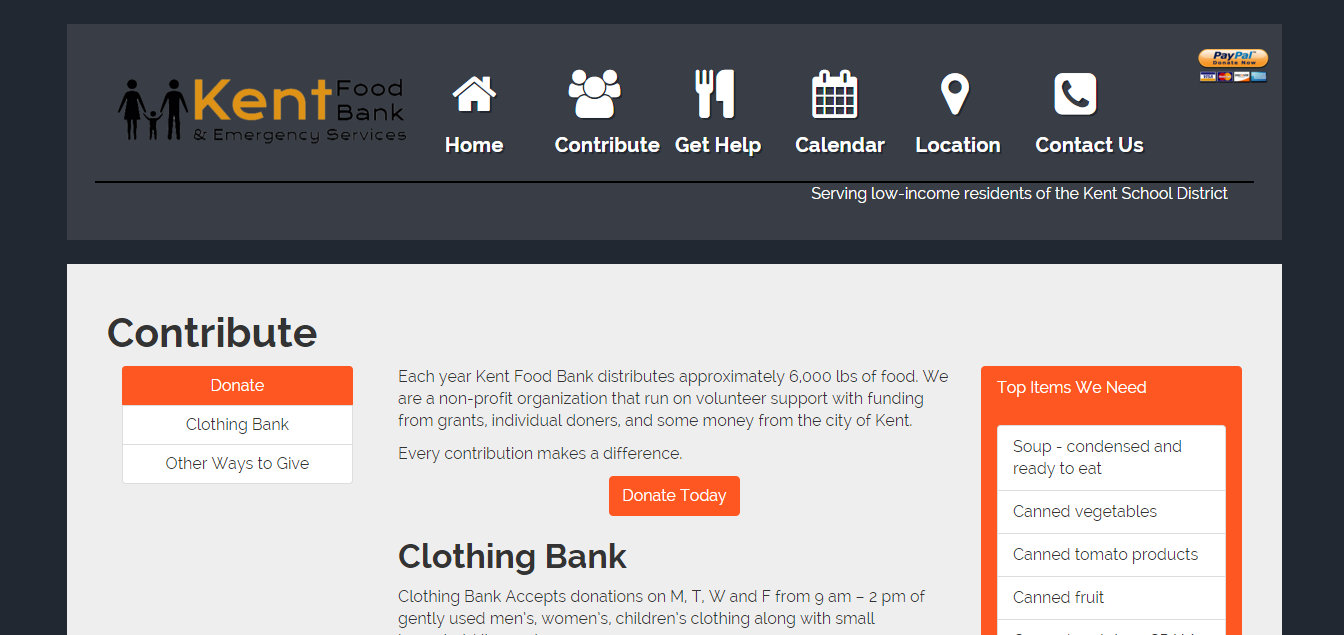 Kent Food
Bank
& Emergency Services
Home
Contribute
Get Help
Calendar
Location
Contact Us
PayPal
Donate Now
Serving low-income residents of the Kent School District
Contribute
Donate
Clothing Bank
Other Ways to Give
Each year Kent Food Bank distributes approximately 6,000 lbs of food. We
are a non-profit organization that run on volunteer support with funding
from grants, individual doners, and some money from the city of Kent.
Every contribution makes a difference.
Donate Today
Clothing Bank
Clothing Bank Accepts donations on M, T, W and F from 9 am – 2 pm of
gently used men's, women's, children's clothing along with small
Top Items We Need
Soup - condensed and
ready to eat
Canned vegetables
Canned tomato products
Canned fruit